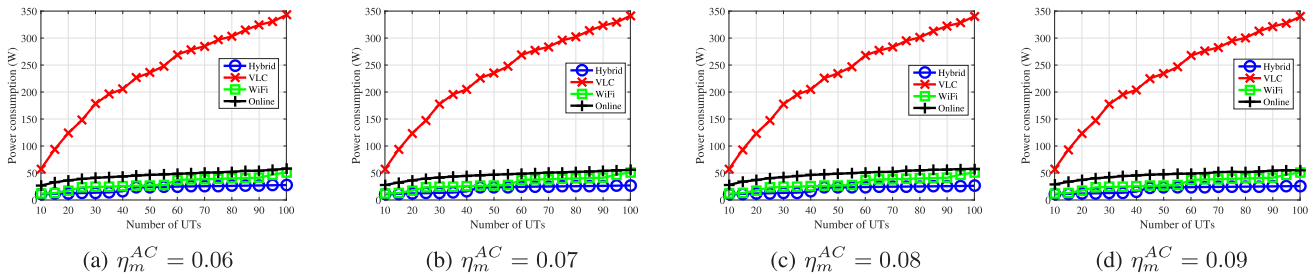 350
300
250
200
150
100
50
0
Power consumption (W)
10 20 30 40 50 60 70 80 90 100
Number of UTs
Hybrid
VLC
WiFi
Online
(a) η_m^{AC} = 0.06
350
300
250
200
150
100
50
0
Power consumption (W)
10 20 30 40 50 60 70 80 90 100
Number of UTs
Hybrid
VLC
WiFi
Online
(b) η_m^{AC} = 0.07
350
300
250
200
150
100
50
0
Power consumption (W)
10 20 30 40 50 60 70 80 90 100
Number of UTs
Hybrid
VLC
WiFi
Online
(c) η_m^{AC} = 0.08
350
300
250
200
150
100
50
0
Power consumption (W)
10 20 30 40 50 60 70 80 90 100
Number of UTs
Hybrid
VLC
WiFi
Online
(d) η_m^{AC} = 0.09